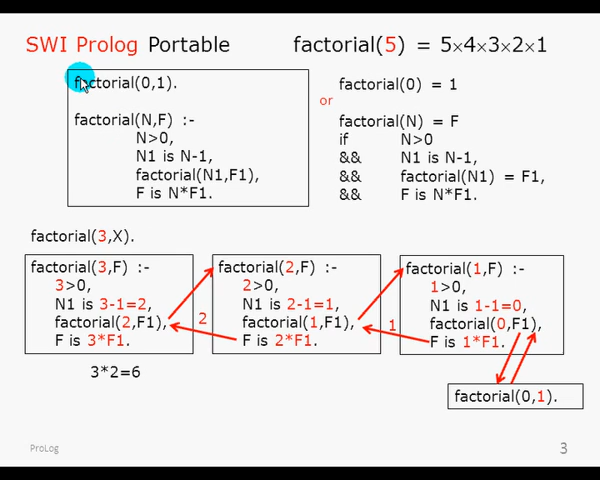 SWI Prolog Portable
factorial(5) = 5×4×3×2×1
factorial(0,1).
factorial(N,F) :-
N>0,
N1 is N-1,
factorial(N1,F1),
F is N*F1.
factorial(0) = 1
or
factorial(N) = F
if N>0
&& N1 is N-1,
&& factorial(N1) = F1,
&& F is N*F1.
factorial(3,X).
factorial(3,F) :-
3>0,
N1 is 3-1=2,
factorial(2,F1),
F is 3*F1.
2
factorial(2,F) :-
2>0,
N1 is 2-1=1,
factorial(1,F1),
F is 2*F1.
1
factorial(1,F) :-
1>0,
N1 is 1-1=0,
factorial(0,F1),
F is 1*F1.
3*2=6
factorial(0,1).
ProLog
3